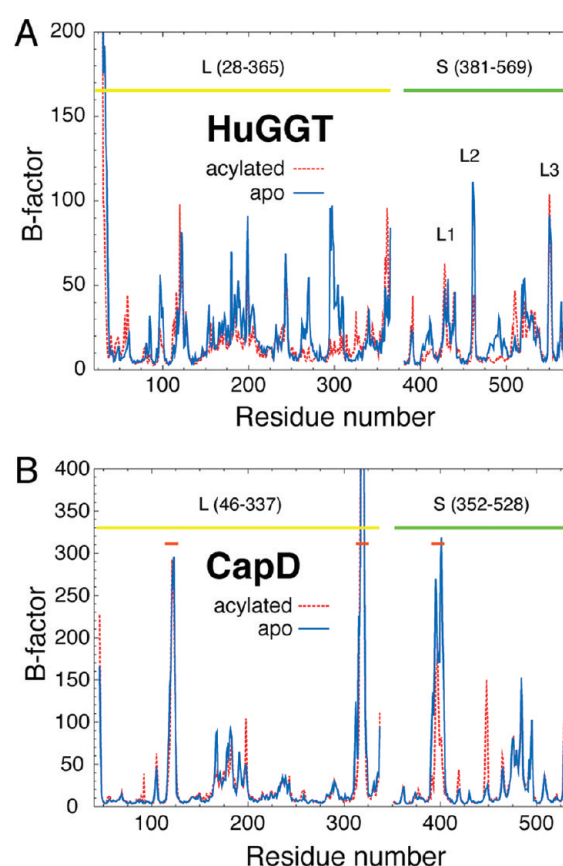 A
200
150
100
50
0
B-factor
L (28-365)
S (381-569)
HuGGT
acylated
apo
L1
L2
L3
100
200
300
400
500
Residue number
B
400
350
300
250
200
150
100
50
0
B-factor
L (46-337)
S (352-528)
CapD
acylated
apo
100
200
300
400
500
Residue number